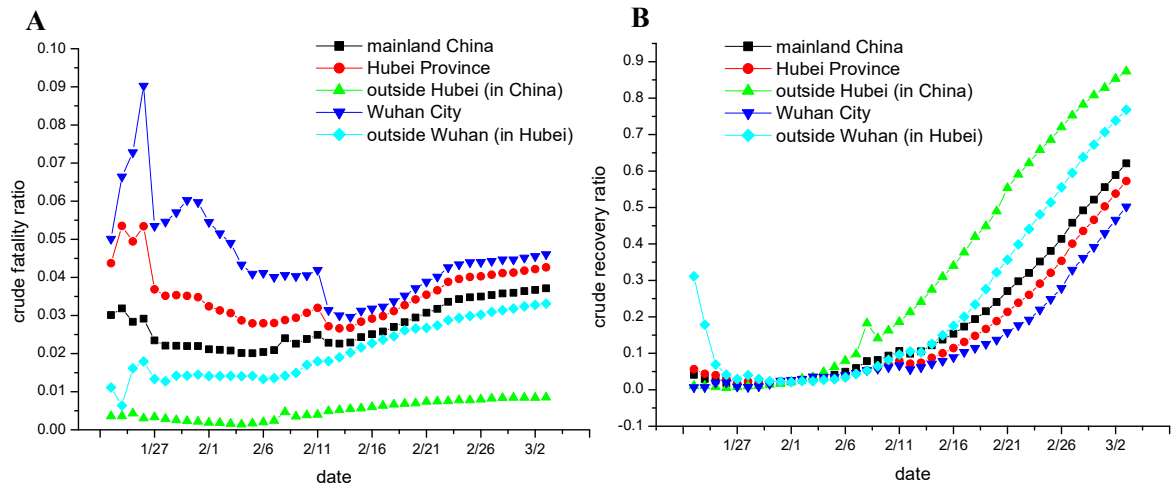 A
mainland China
Hubei Province
outside Hubei (in China)
Wuhan City
outside Wuhan (in Hubei)
crude fatality ratio
0.10
0.09
0.08
0.07
0.06
0.05
0.04
0.03
0.02
0.01
0.00
1/27 2/1 2/6 2/11 2/16 2/21 2/26 3/2
date
B
mainland China
Hubei Province
outside Hubei (in China)
Wuhan City
outside Wuhan (in Hubei)
crude recovery ratio
0.9
0.8
0.7
0.6
0.5
0.4
0.3
0.2
0.1
0.0
-0.1
1/27 2/1 2/6 2/11 2/16 2/21 2/26 3/2
date